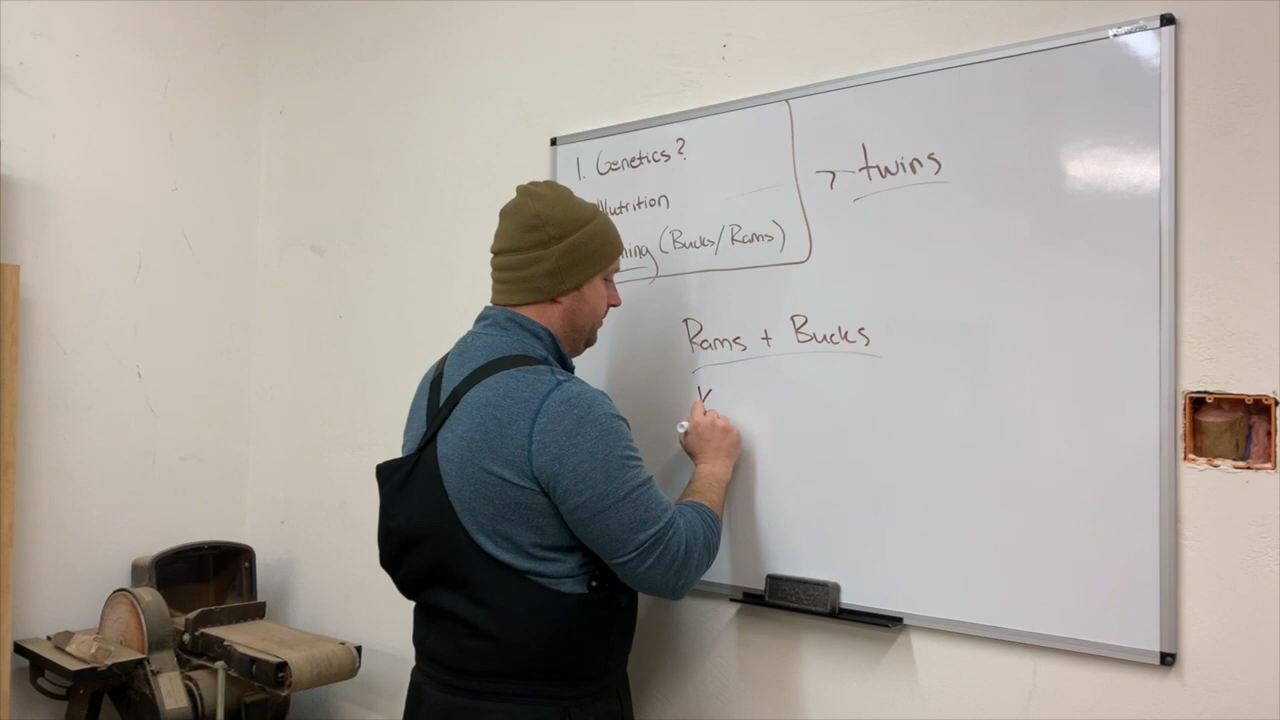 1. Genetics?
Nutrition
(Bucks/Rams)
twins
Rams + Bucks